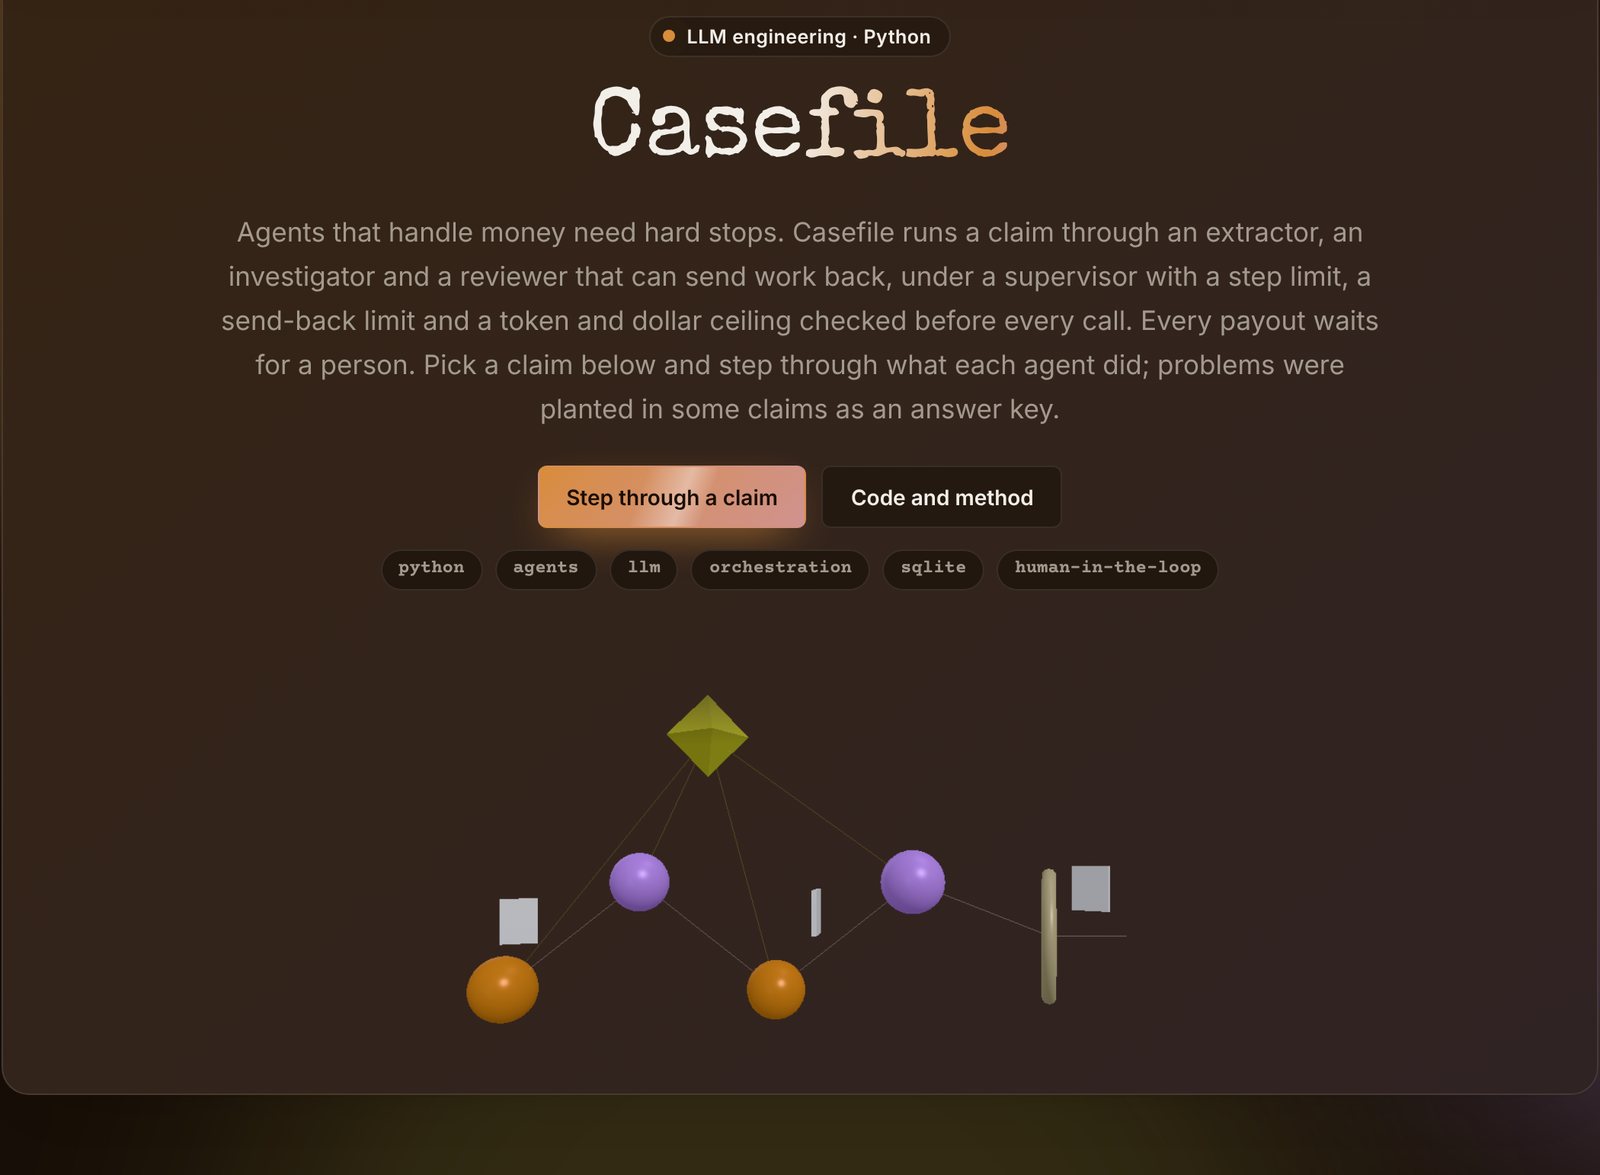 LLM engineering · Python
Casefile
Agents that handle money need hard stops. Casefile runs a claim through an extractor, an
investigator and a reviewer that can send work back, under a supervisor with a step limit, a
send-back limit and a token and dollar ceiling checked before every call. Every payout waits
for a person. Pick a claim below and step through what each agent did; problems were
planted in some claims as an answer key.
Step through a claim
Code and method
python
agents
llm
orchestration
sqlite
human-in-the-loop